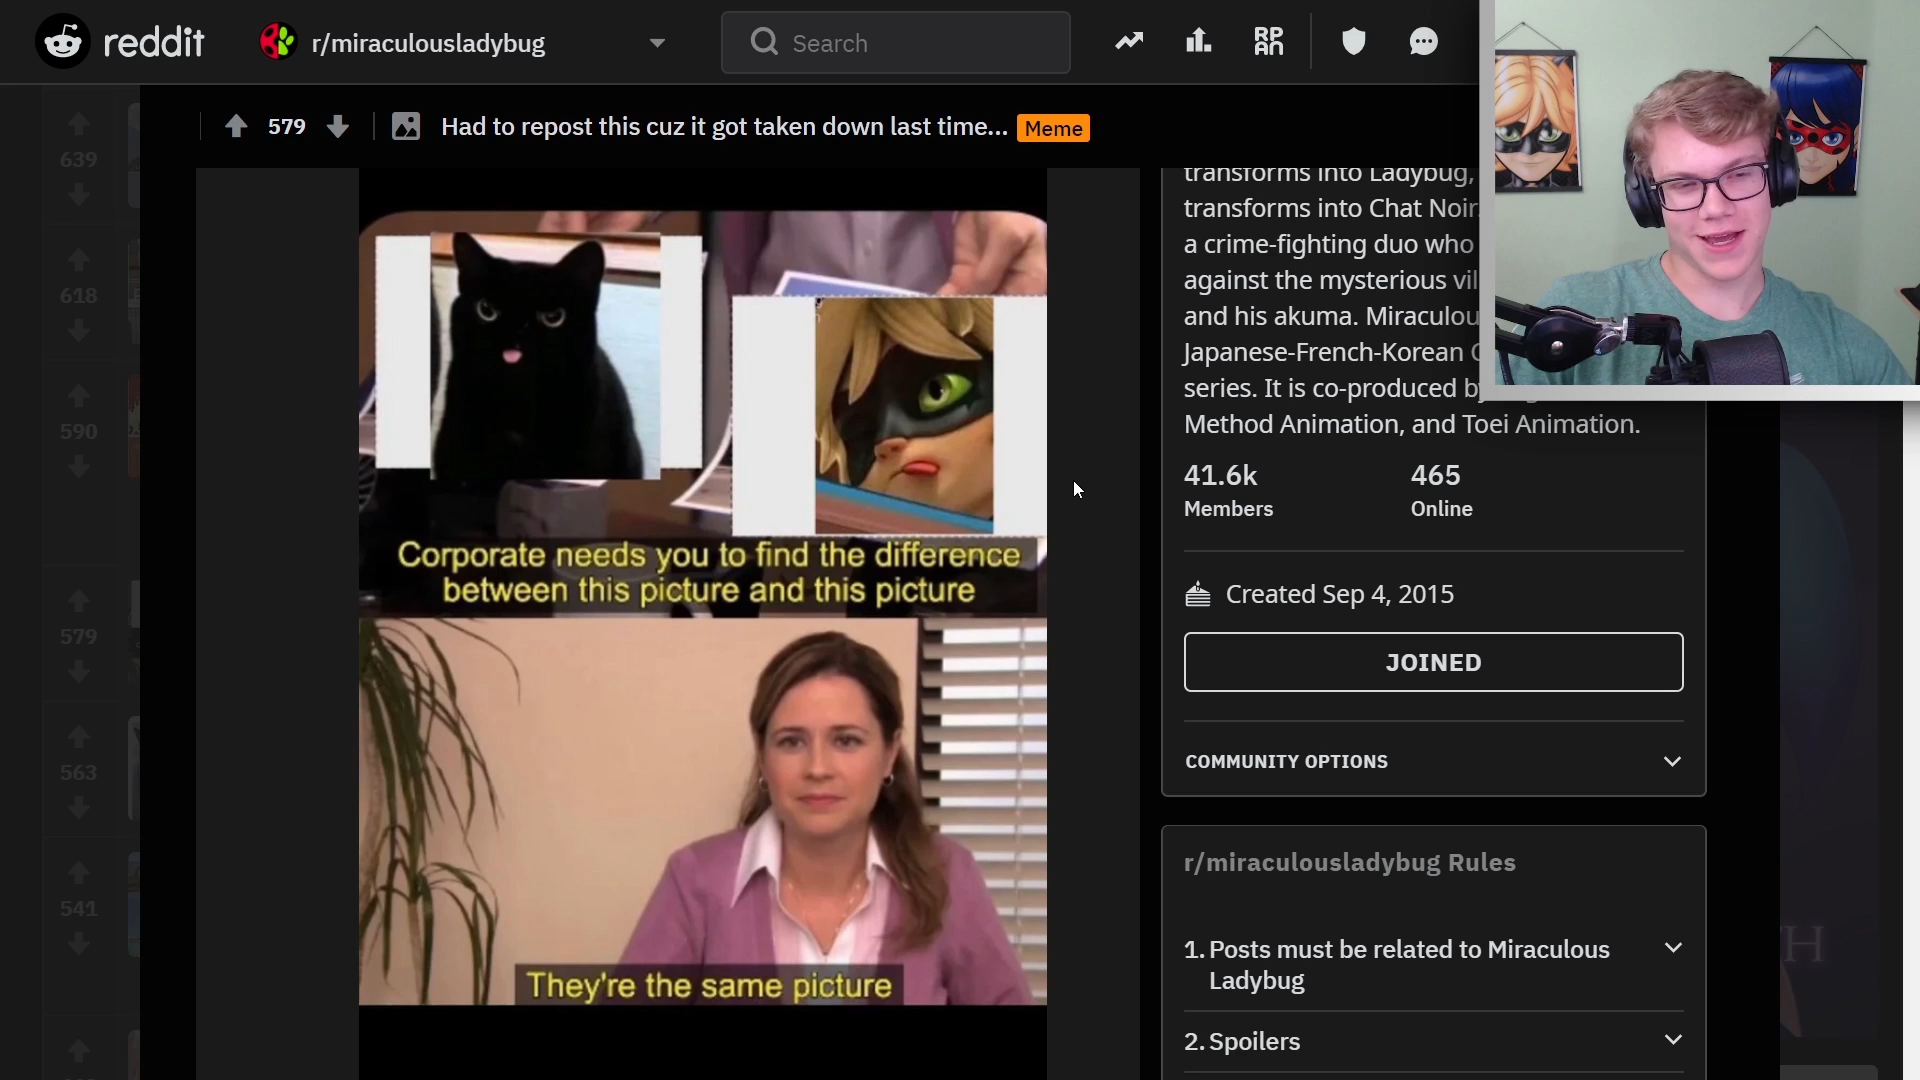 reddit
r/miraculousladybug
Search
RPAN
639
618
590
579
563
541
579
Had to repost this cuz it got taken down last time...
Meme
Corporate needs you to find the difference
between this picture and this picture
They're the same picture
transforms into Ladybug,
transforms into Chat Noir
a crime-fighting duo who
against the mysterious
and his akuma.
Japanese-French-Korean
series. It is co-produced
Method Animation, and Toei Animation.
41.6k
Members
465
Online
Created Sep 4, 2015
JOINED
COMMUNITY OPTIONS
r/miraculousladybug Rules
1. Posts must be related to Miraculous
Ladybug
2. Spoilers